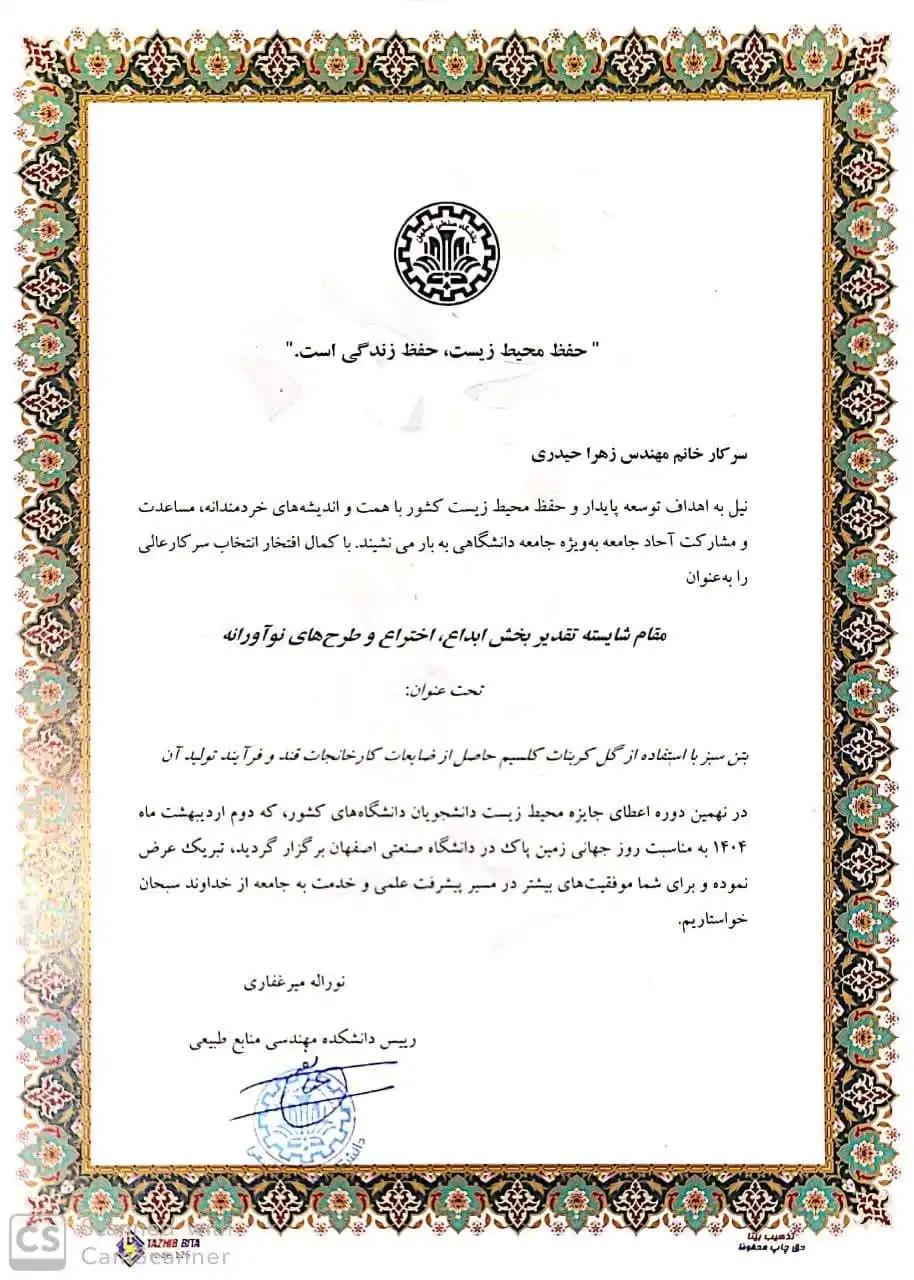 دانشگاه صنعتی اصفهان
" حفظ محیط زیست، حفظ زندگی است."
سرکار خانم مهندس زهرا حیدری
نیل به اهداف توسعه پایدار و حفظ محیط زیست کشور با همت و اندیشه‌های خردمندانه، مساعدت
و مشارکت آحاد جامعه به‌ویژه جامعه دانشگاهی به بار می نشیند. با کمال افتخار انتخاب سرکارعالی
را به‌عنوان
مقام شایسته تقدیر بخش ابداع، اختراع و طرح‌های نوآورانه
تحت عنوان:
بتن سبز با استفاده از گل کربنات کلسیم حاصل از ضایعات کارخانجات قند و فرآیند تولید آن
در نهمین دوره اعطای جایزه محیط زیست دانشجویان دانشگاه‌های کشور، که دوم اردیبهشت ماه
۱۴۰۴ به مناسبت روز جهانی زمین پاک در دانشگاه صنعتی اصفهان برگزار گردید، تبریک عرض
نموده و برای شما موفقیت‌های بیشتر در مسیر پیشرفت علمی و خدمت به جامعه از خداوند سبحان
خواستاریم.
نوراله میرغفاری
رییس دانشکده مهندسی منابع طبیعی
CS Scanned with
CamScanner
TAZHIB BITA
code:126
تذهیب بیتا
حق چاپ محفوظ